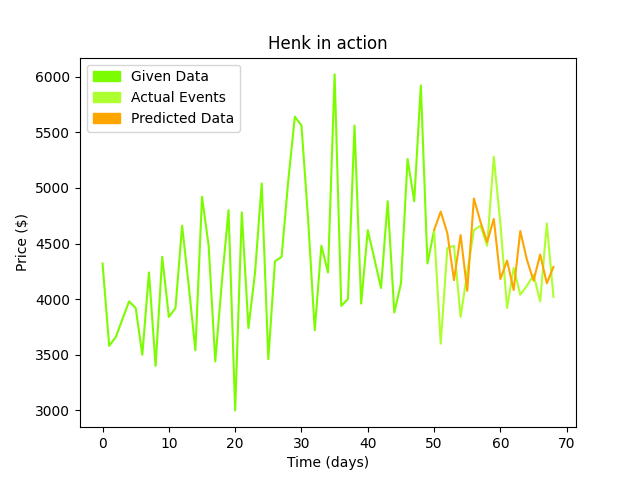 Henk in action
Given Data
Actual Events
Predicted Data
Price ($)
6000
5500
5000
4500
4000
3500
3000
0 10 20 30 40 50 60 70
Time (days)